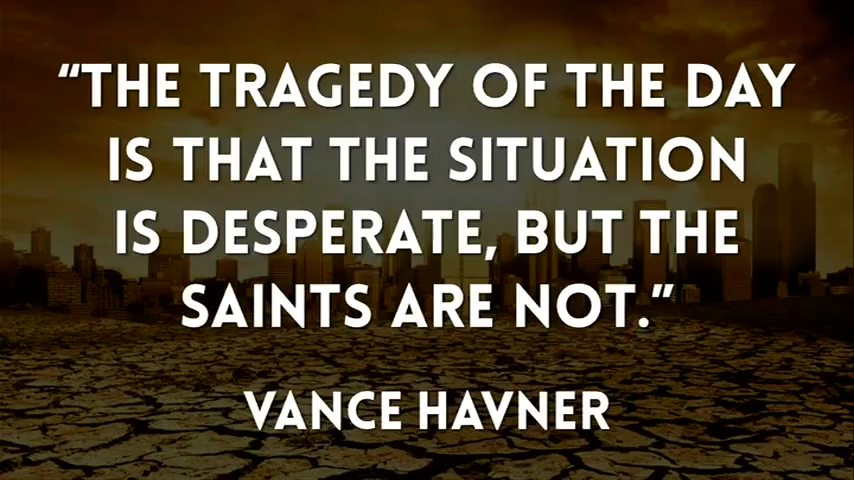 “THE TRAGEDY OF THE DAY
IS THAT THE SITUATION
IS DESPERATE, BUT THE
SAINTS ARE NOT.”
VANCE HAVNER